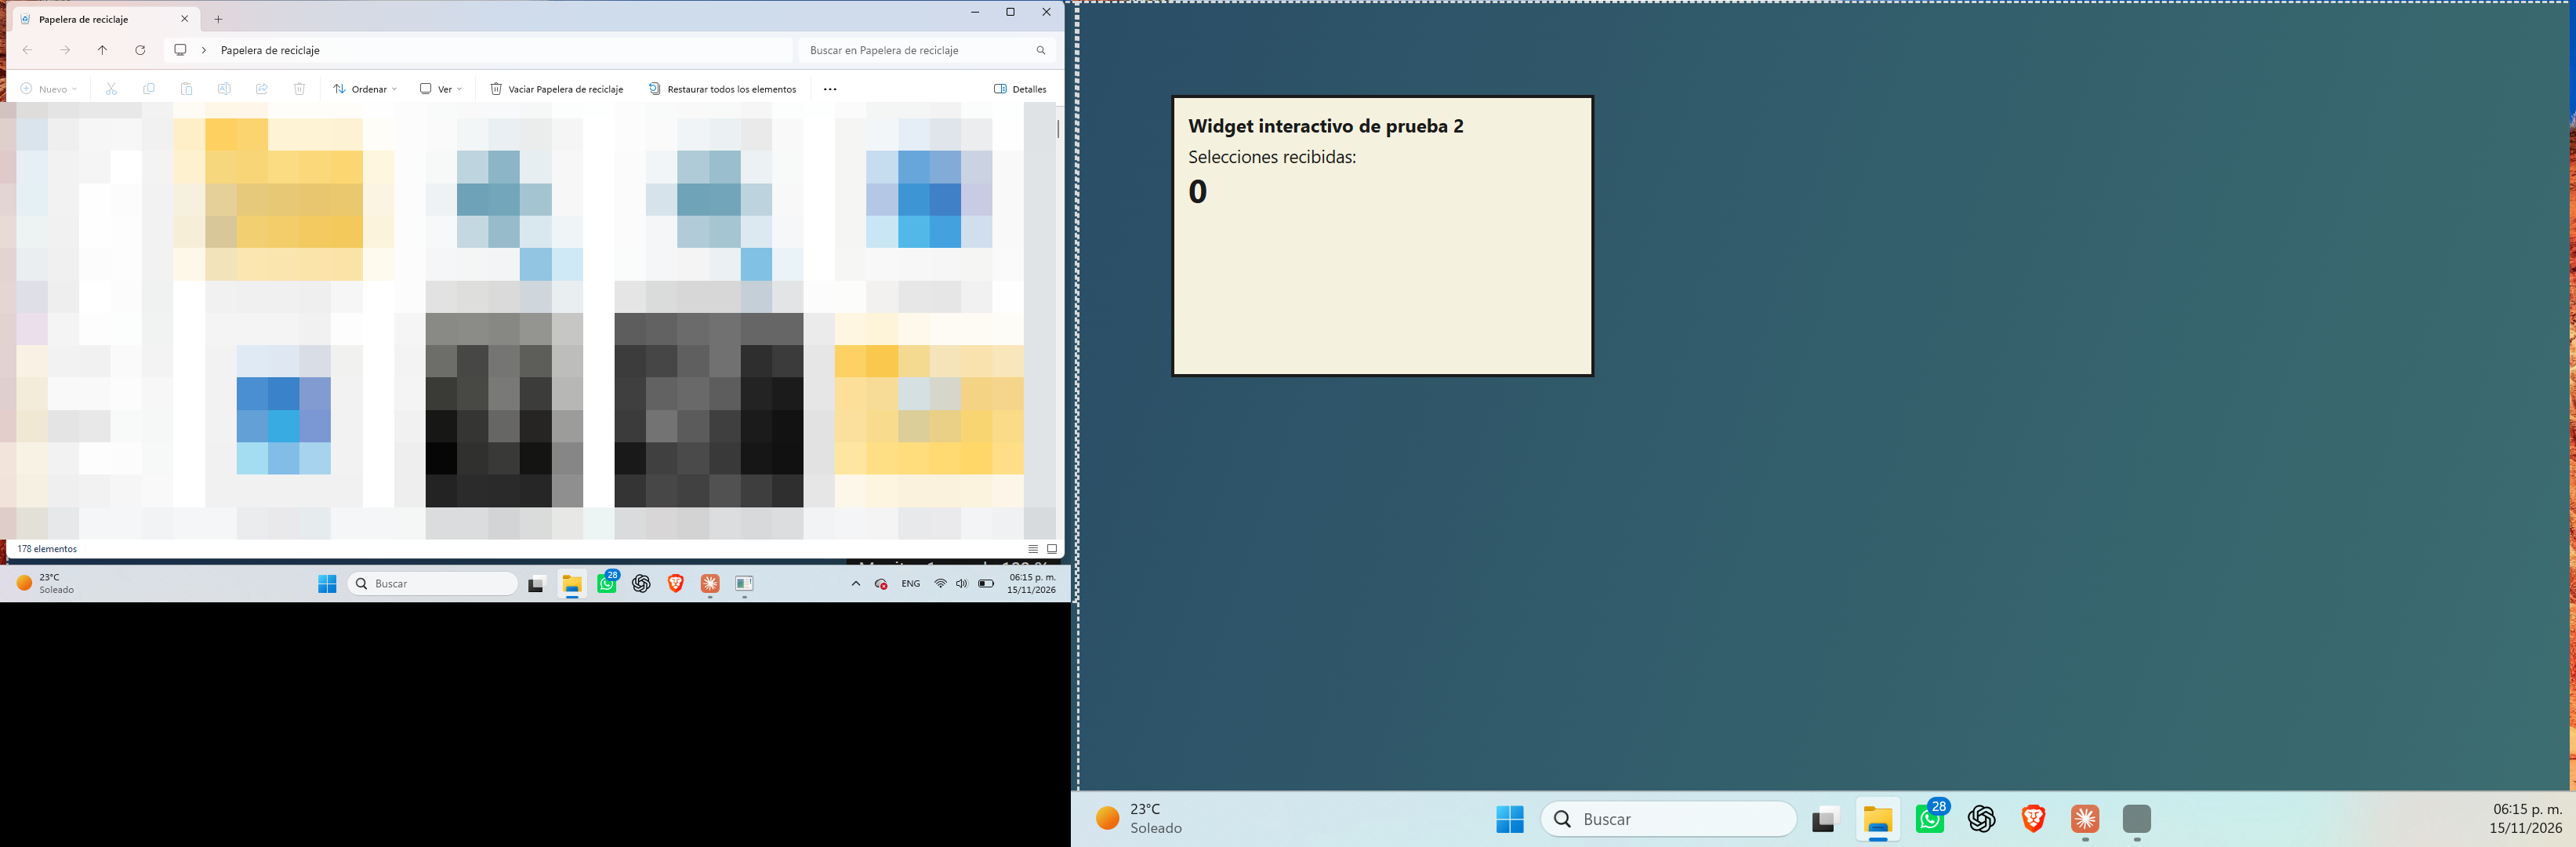 Papelera de reciclaje
Papelera de reciclaje
Buscar en Papelera de reciclaje
Nuevo
Ordenar
Ver
Vaciar Papelera de reciclaje
Restaurar todos los elementos
Detalles
178 elementos
23°C
Soleado
Buscar
28
ENG
06:15 p. m.
15/11/2026
Widget interactivo de prueba 2
Selecciones recibidas:
0
23°C
Soleado
Buscar
28
06:15 p. m.
15/11/2026